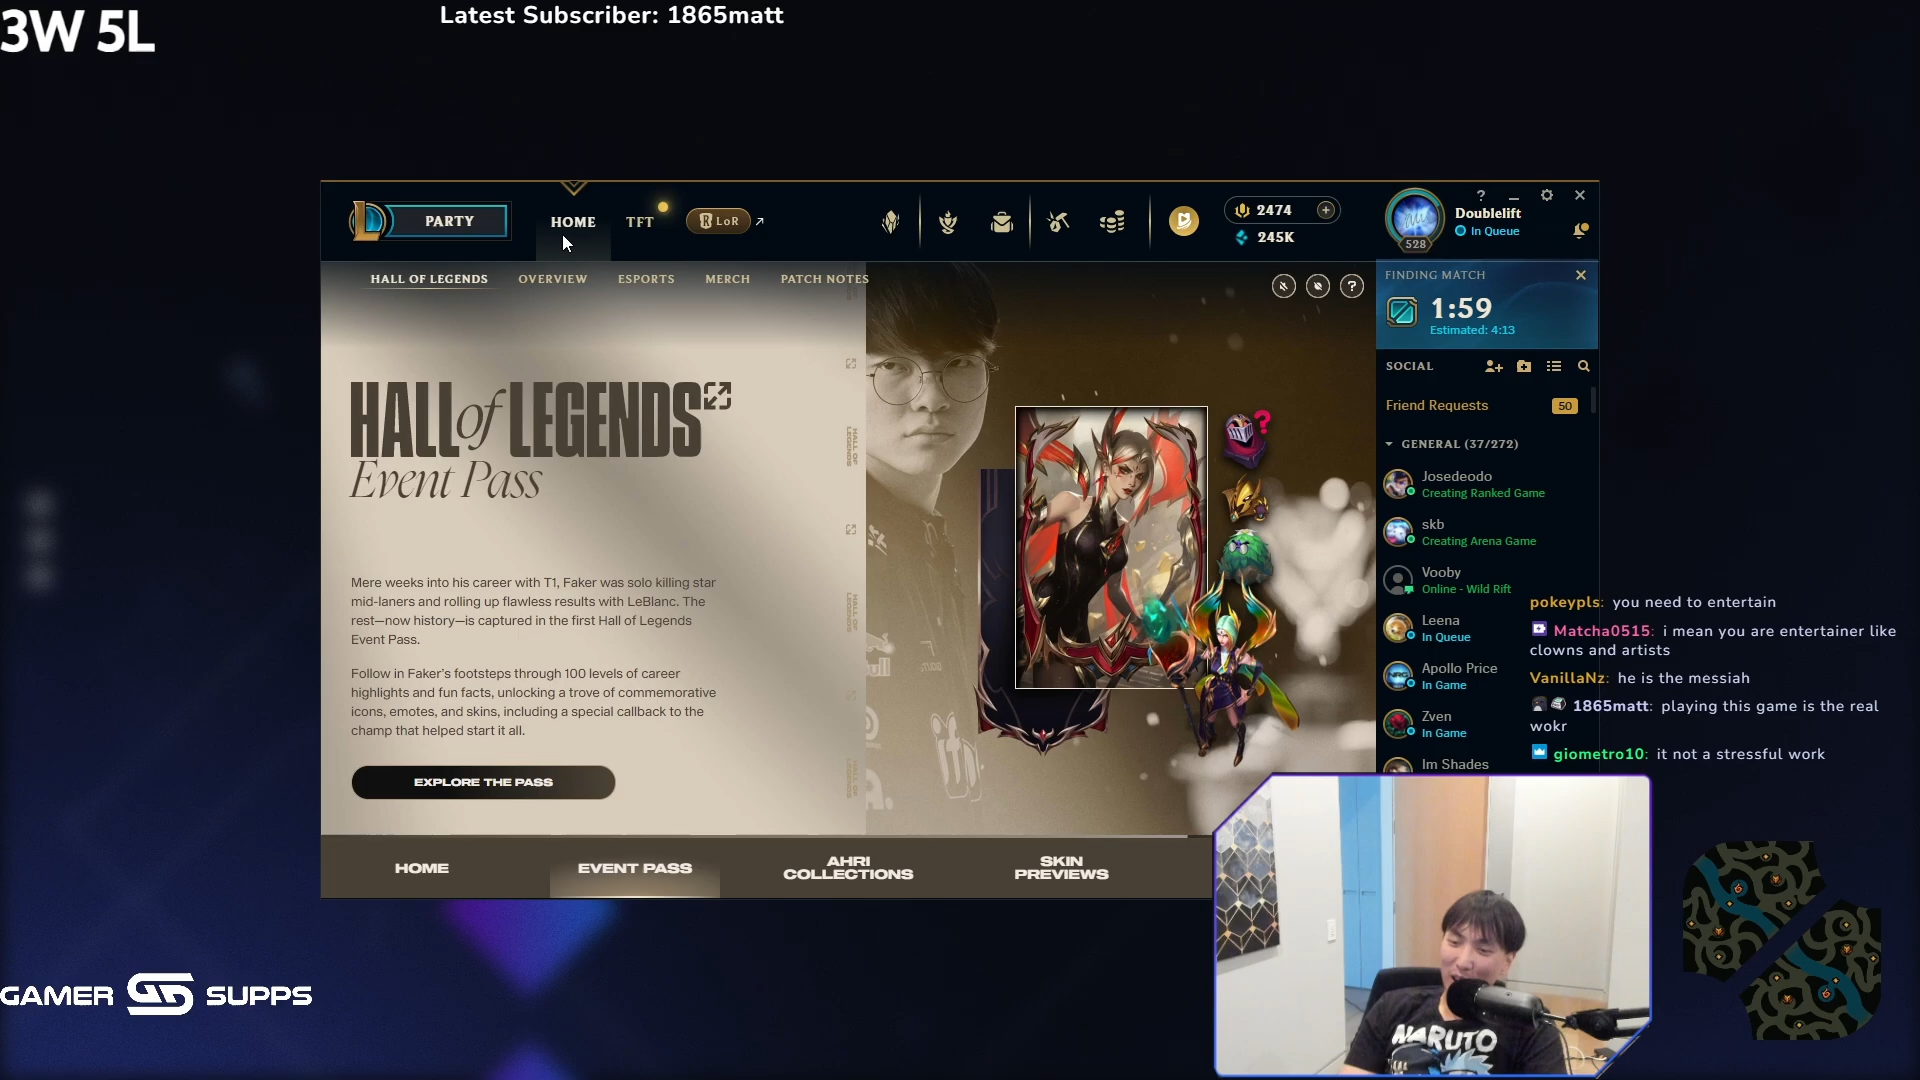 3W 5L
Latest Subscriber: 1865matt
PARTY
HOME
TFT
LoR
2474
245K
528
Doublelift
In Queue
HALL OF LEGENDS
OVERVIEW
ESPORTS
MERCH
PATCH NOTES
FINDING MATCH
1:59
Estimated: 4:13
SOCIAL
Friend Requests
50
GENERAL (37/272)
Josedeodo
Creating Ranked Game
skb
Creating Arena Game
Vooby
Online - Wild Rift
Leena
In Queue
Apollo Price
In Game
Zven
In Game
Im Shades
HALL of LEGENDS
Event Pass
Mere weeks into his career with T1, Faker was solo killing star
mid-laners and rolling up flawless results with LeBlanc. The
rest—now history—is captured in the first Hall of Legends
Event Pass.
Follow in Faker's footsteps through 100 levels of career
highlights and fun facts, unlocking a trove of commemorative
icons, emotes, and skins, including a special callback to the
champ that helped start it all.
EXPLORE THE PASS
HALL OF
LEGENDS
HALL OF
LEGENDS
HALL OF
LEGENDS
HOME
EVENT PASS
AHRI
COLLECTIONS
SKIN
PREVIEWS
pokeypls: you need to entertain
Matcha0515: i mean you are entertainer like
clowns and artists
VanillaNz: he is the messiah
1865matt: playing this game is the real
wokr
giometro10: it not a stressful work
GAMER SUPPS
NARUTO